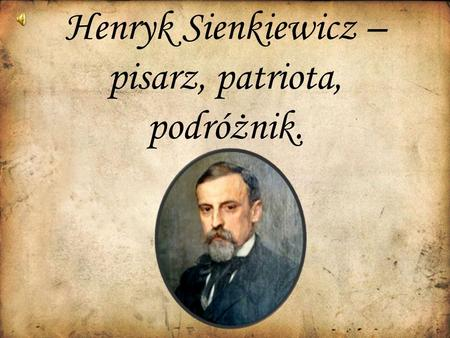 Henryk Sienkiewicz –
pisarz, patriota,
podróżnik.